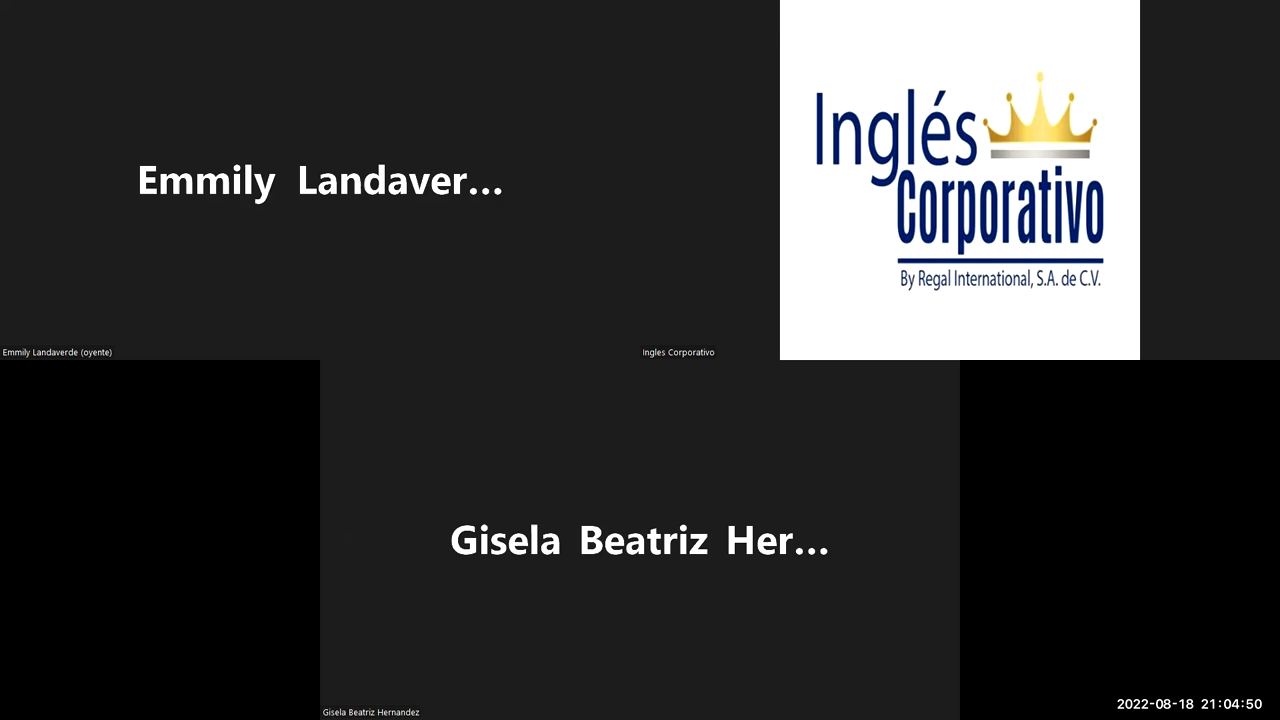 Emmily Landaver...
Inglés
Corporativo
By Regal International, S.A. de C.V.
Emmily Landaverde (oyente)
Ingles Corporativo
Gisela Beatriz Her...
Gisela Beatriz Hernandez
2022-08-18 21:04:50